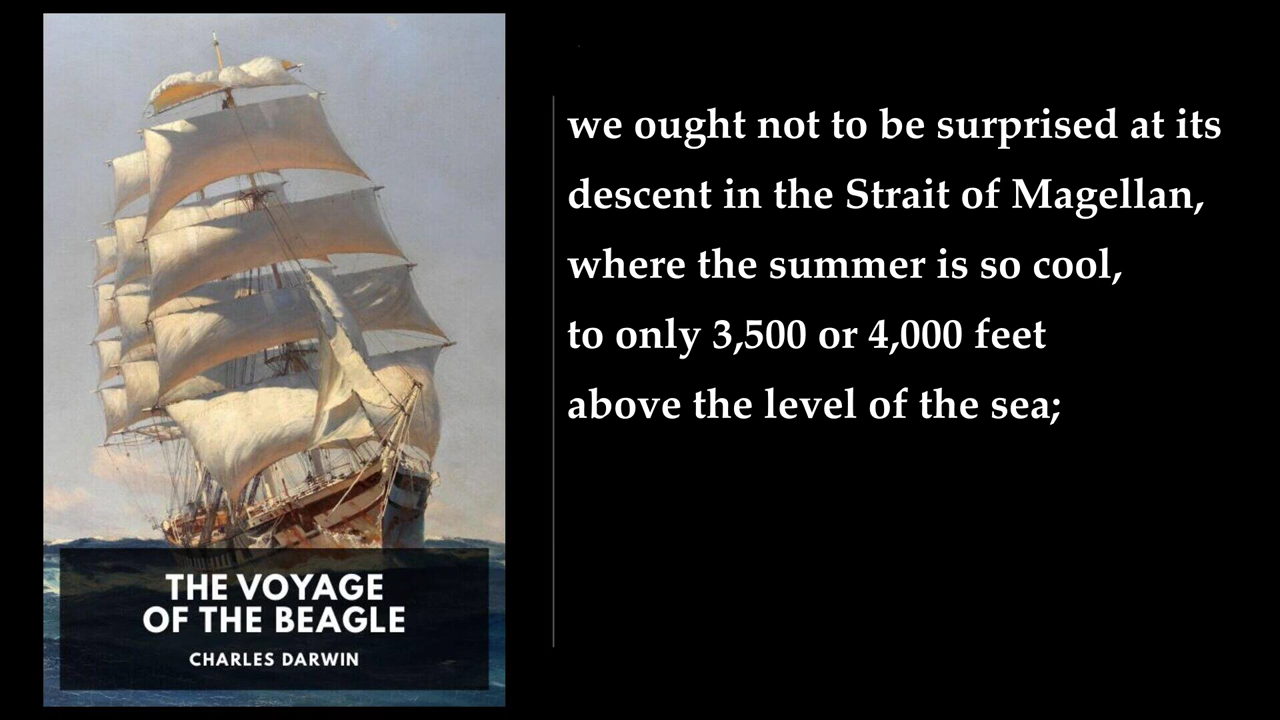 we ought not to be surprised at its
descent in the Strait of Magellan,
where the summer is so cool,
to only 3,500 or 4,000 feet
above the level of the sea;
THE VOYAGE
OF THE BEAGLE
CHARLES DARWIN